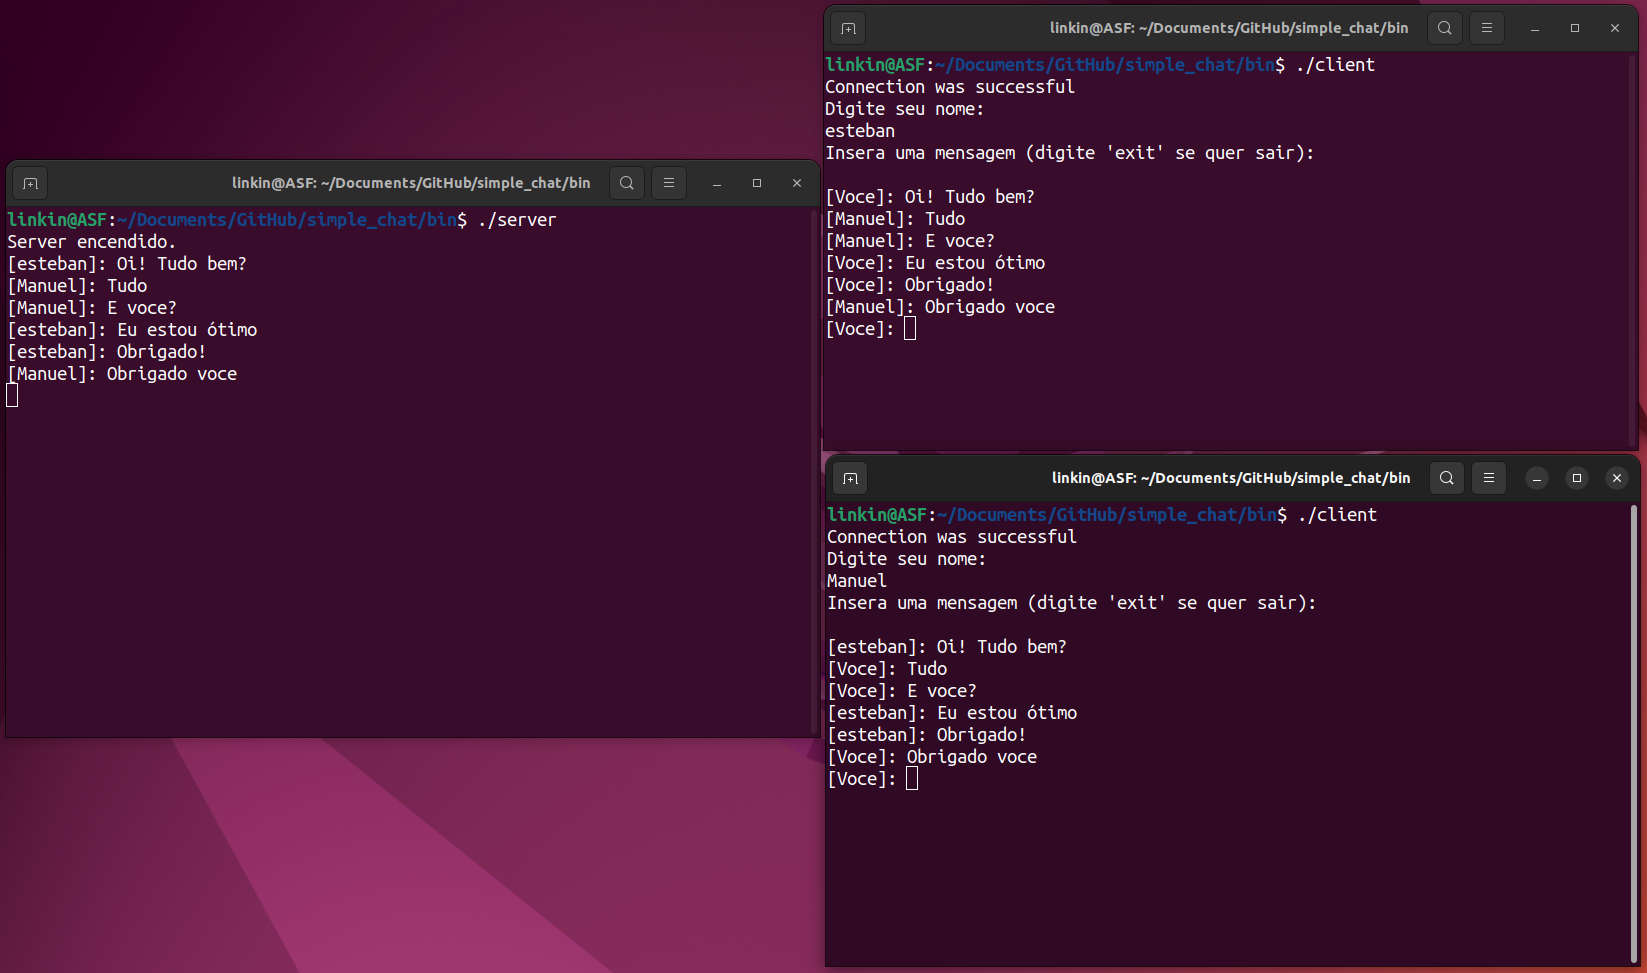 linkin@ASF: ~/Documents/GitHub/simple_chat/bin
linkin@ASF:~/Documents/GitHub/simple_chat/bin$ ./server
Server encendido.
[esteban]: Oi! Tudo bem?
[Manuel]: Tudo
[Manuel]: E voce?
[esteban]: Eu estou ótimo
[esteban]: Obrigado!
[Manuel]: Obrigado voce
linkin@ASF: ~/Documents/GitHub/simple_chat/bin
linkin@ASF:~/Documents/GitHub/simple_chat/bin$ ./client
Connection was successful
Digite seu nome:
esteban
Insera uma mensagem (digite 'exit' se quer sair):
[Voce]: Oi! Tudo bem?
[Manuel]: Tudo
[Manuel]: E voce?
[Voce]: Eu estou ótimo
[Voce]: Obrigado!
[Manuel]: Obrigado voce
[Voce]:
linkin@ASF: ~/Documents/GitHub/simple_chat/bin
linkin@ASF:~/Documents/GitHub/simple_chat/bin$ ./client
Connection was successful
Digite seu nome:
Manuel
Insera uma mensagem (digite 'exit' se quer sair):
[esteban]: Oi! Tudo bem?
[Voce]: Tudo
[Voce]: E voce?
[esteban]: Eu estou ótimo
[esteban]: Obrigado!
[Voce]: Obrigado voce
[Voce]: